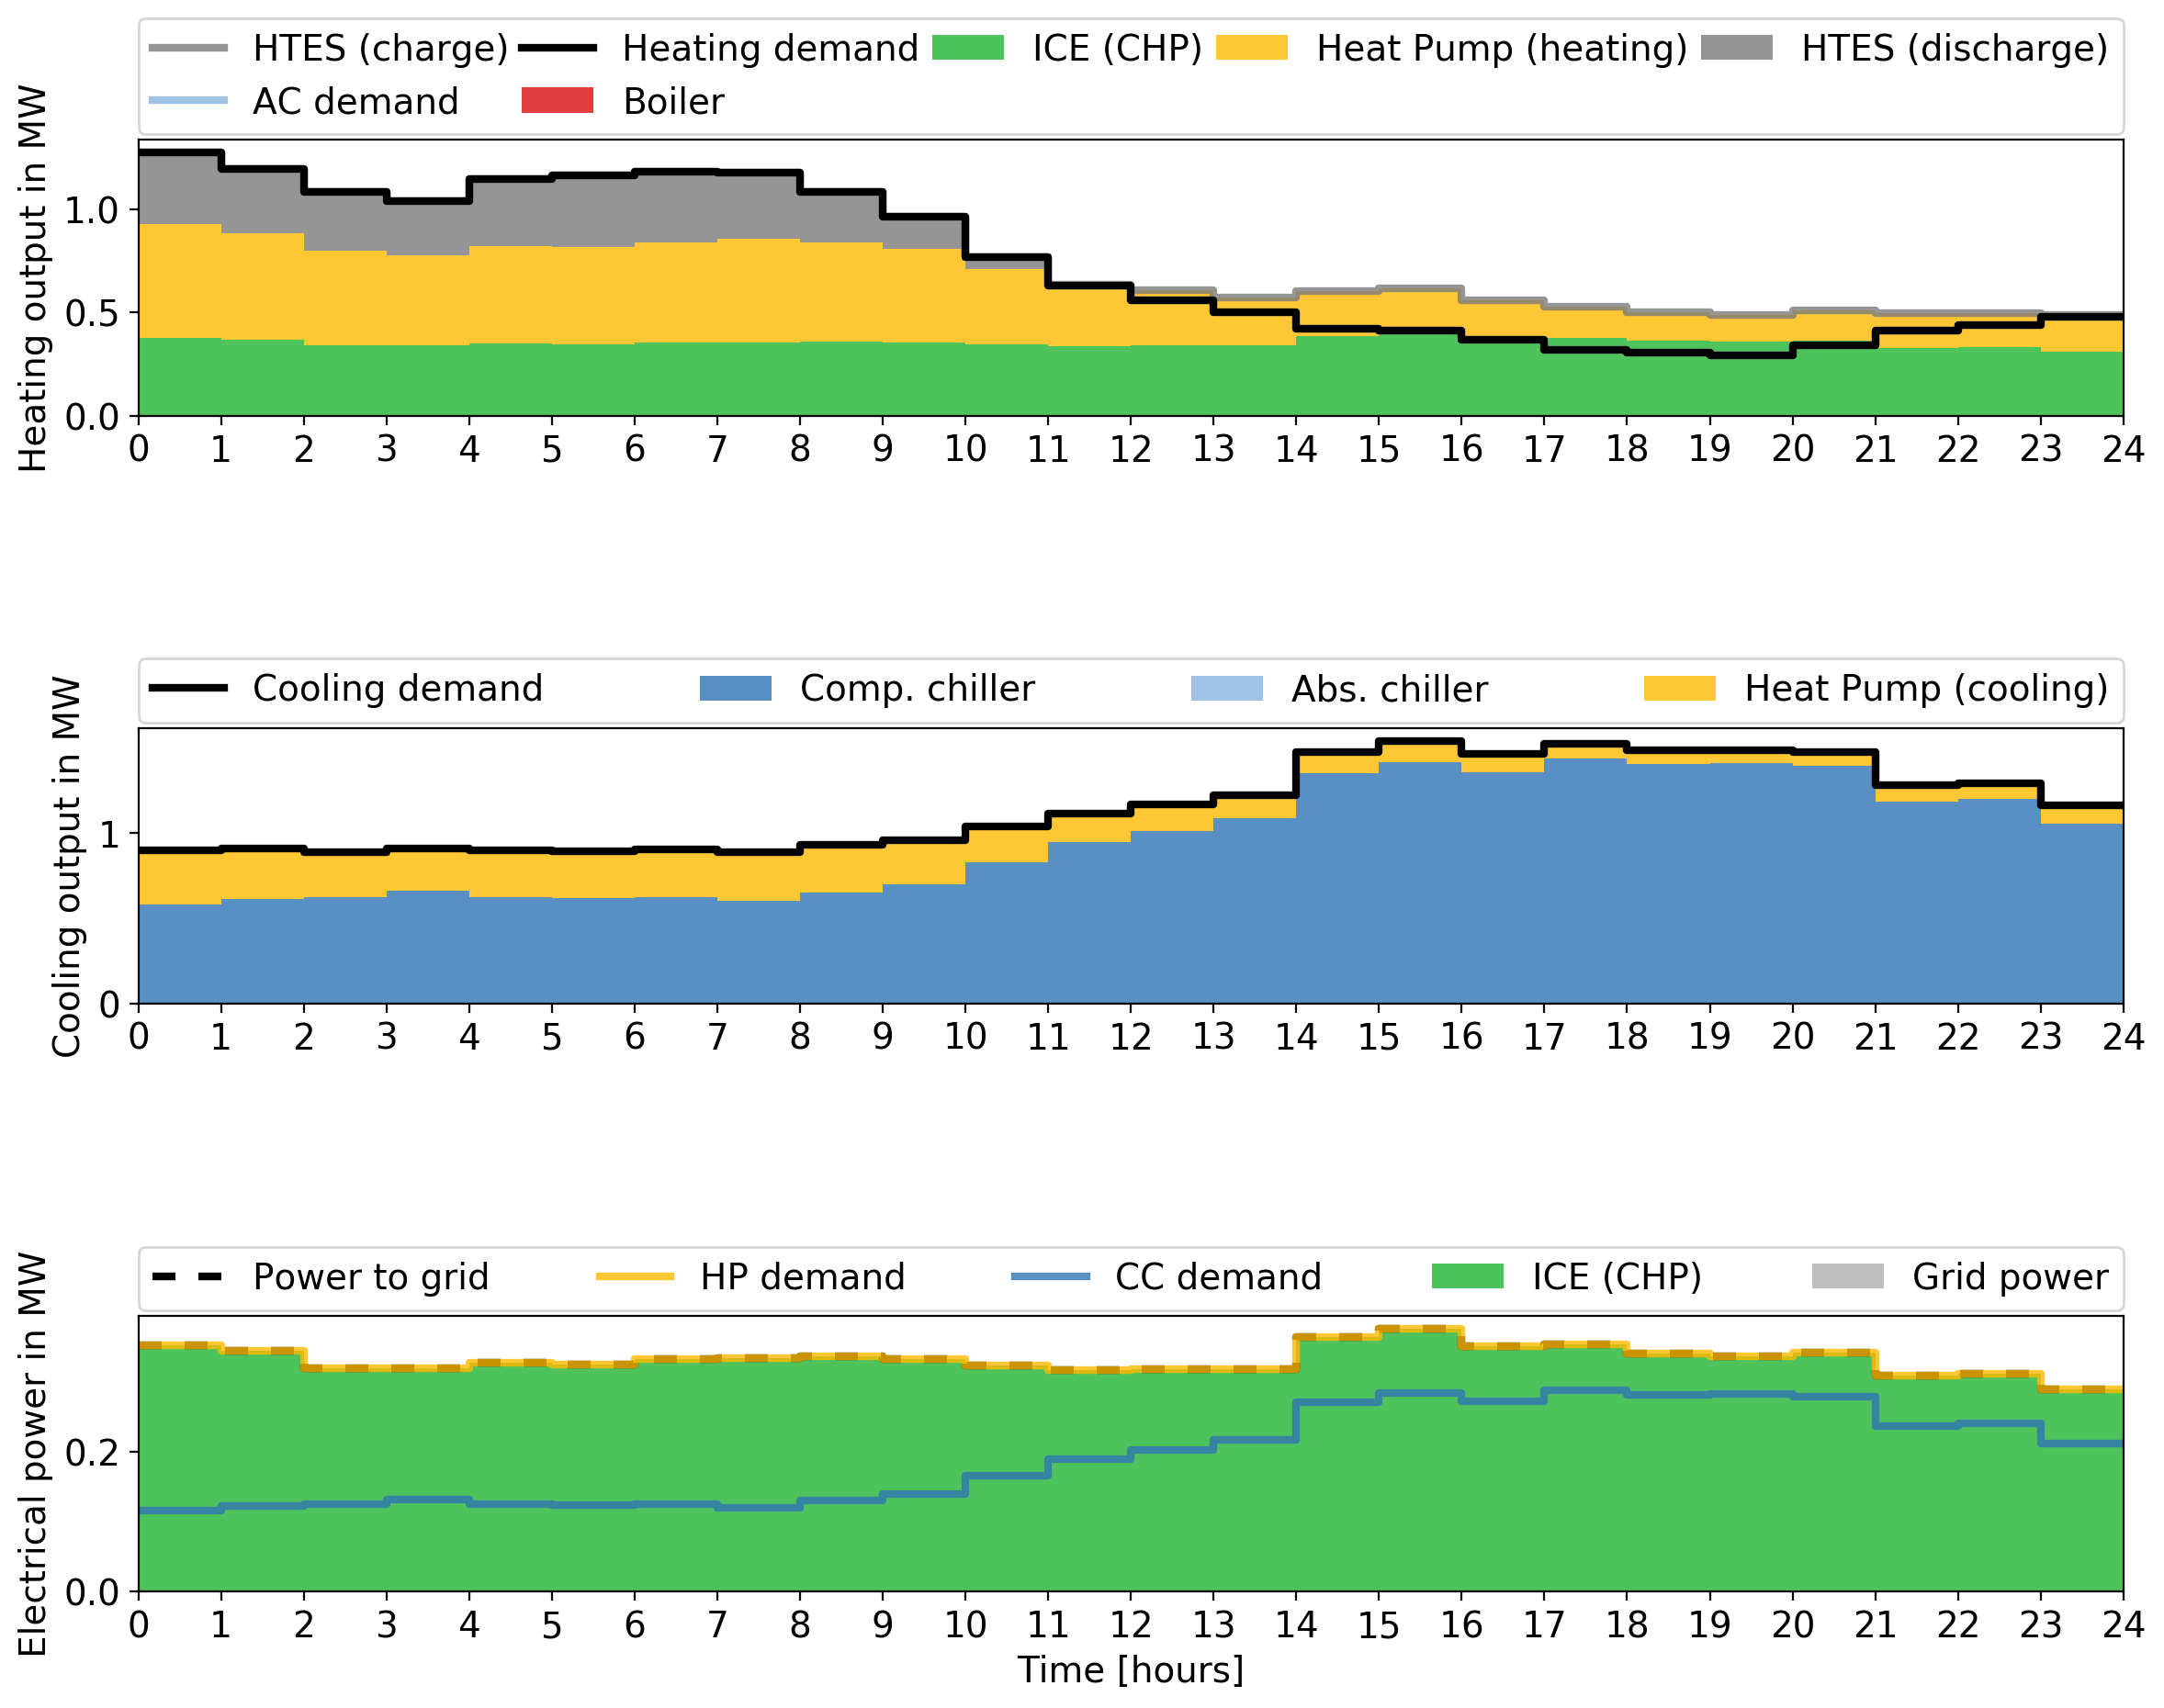 HTES (charge) Heating demand ICE (CHP) Heat Pump (heating) HTES (discharge)
AC demand Boiler
Heating output in MW
1.0
0.5
0.0
0 1 2 3 4 5 6 7 8 9 10 11 12 13 14 15 16 17 18 19 20 21 22 23 24
Cooling demand Comp. chiller Abs. chiller Heat Pump (cooling)
Cooling output in MW
1
0
0 1 2 3 4 5 6 7 8 9 10 11 12 13 14 15 16 17 18 19 20 21 22 23 24
Power to grid HP demand CC demand ICE (CHP) Grid power
Electrical power in MW
0.2
0.0
0 1 2 3 4 5 6 7 8 9 10 11 12 13 14 15 16 17 18 19 20 21 22 23 24
Time [hours]